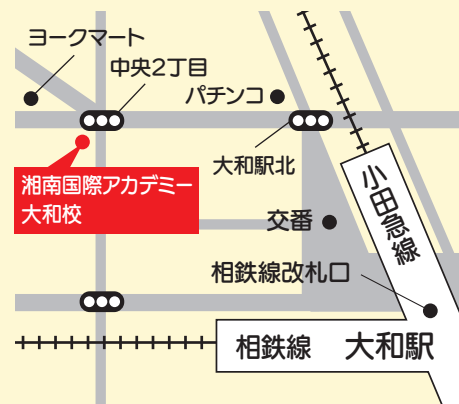 ヨークマート
中央2丁目
パチンコ
大和駅北
湘南国際アカデミー
大和校
小田急線
交番
相鉄線改札口
相鉄線
大和駅